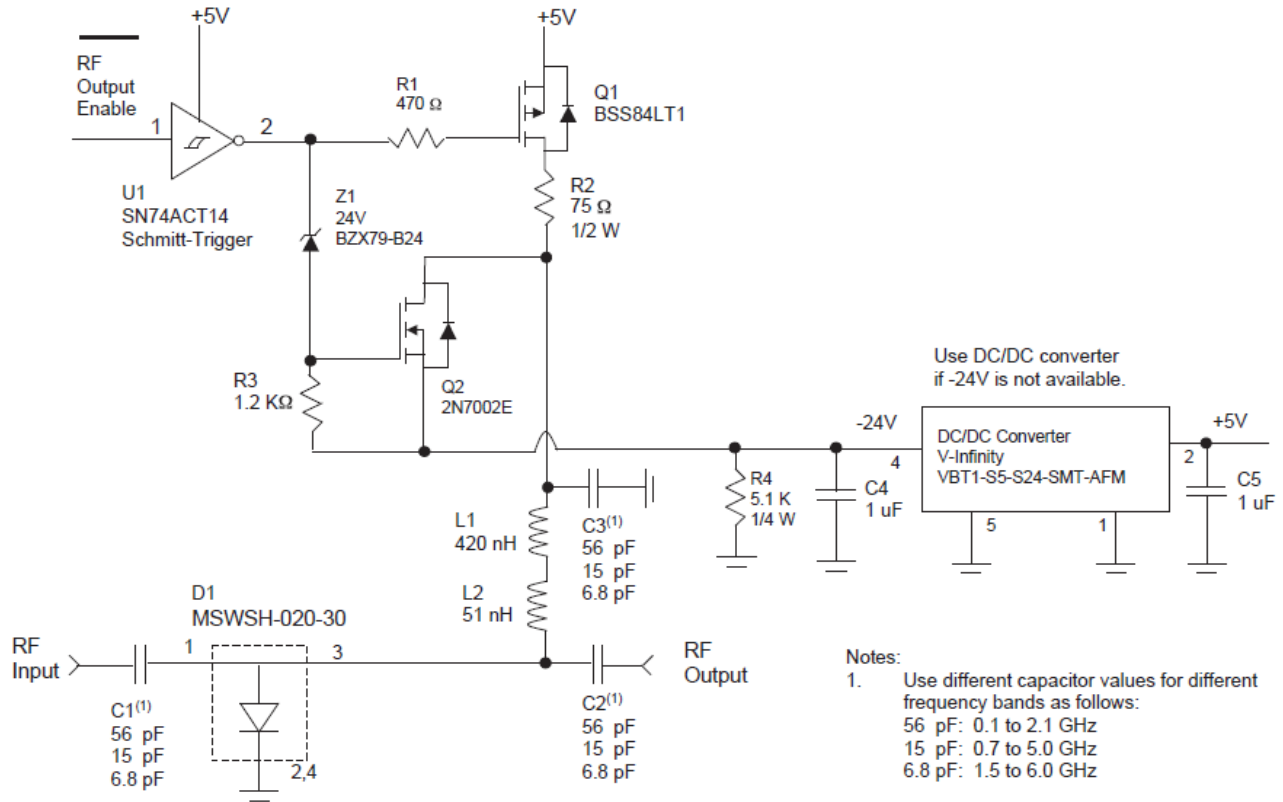 +5V
RF
Output
Enable
1
2
U1
SN74ACT14
Schmitt-Trigger
R1
470 Ω
+5V
Q1
BSS84LT1
R2
75 Ω
1/2 W
Z1
24V
BZX79-B24
R3
1.2 KΩ
Q2
2N7002E
Use DC/DC converter
if -24V is not available.
-24V
4
DC/DC Converter
V-Infinity
VBT1-S5-S24-SMT-AFM
5
1
2
+5V
R4
5.1 K
1/4 W
C4
1 uF
C5
1 uF
L1
420 nH
C3(1)
56 pF
15 pF
6.8 pF
L2
51 nH
D1
MSWSH-020-30
RF
Input
1
3
2,4
C1(1)
56 pF
15 pF
6.8 pF
C2(1)
56 pF
15 pF
6.8 pF
RF
Output
Notes:
1. Use different capacitor values for different
frequency bands as follows:
56 pF: 0.1 to 2.1 GHz
15 pF: 0.7 to 5.0 GHz
6.8 pF: 1.5 to 6.0 GHz